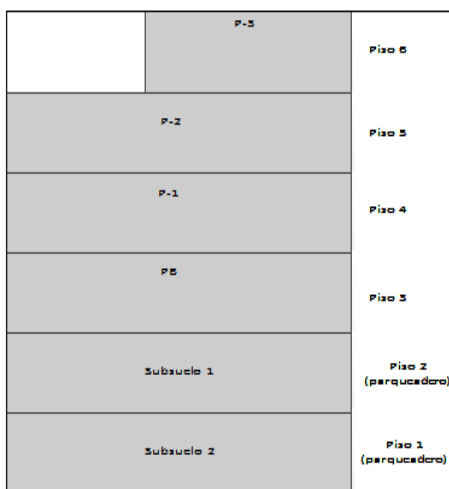 P-3
Piso 6
P-2
Piso 5
P-1
Piso 4
PB
Piso 3
Subsuelo 1
Piso 2
(parqueadero)
Subsuelo 2
Piso 1
(parqueadero)